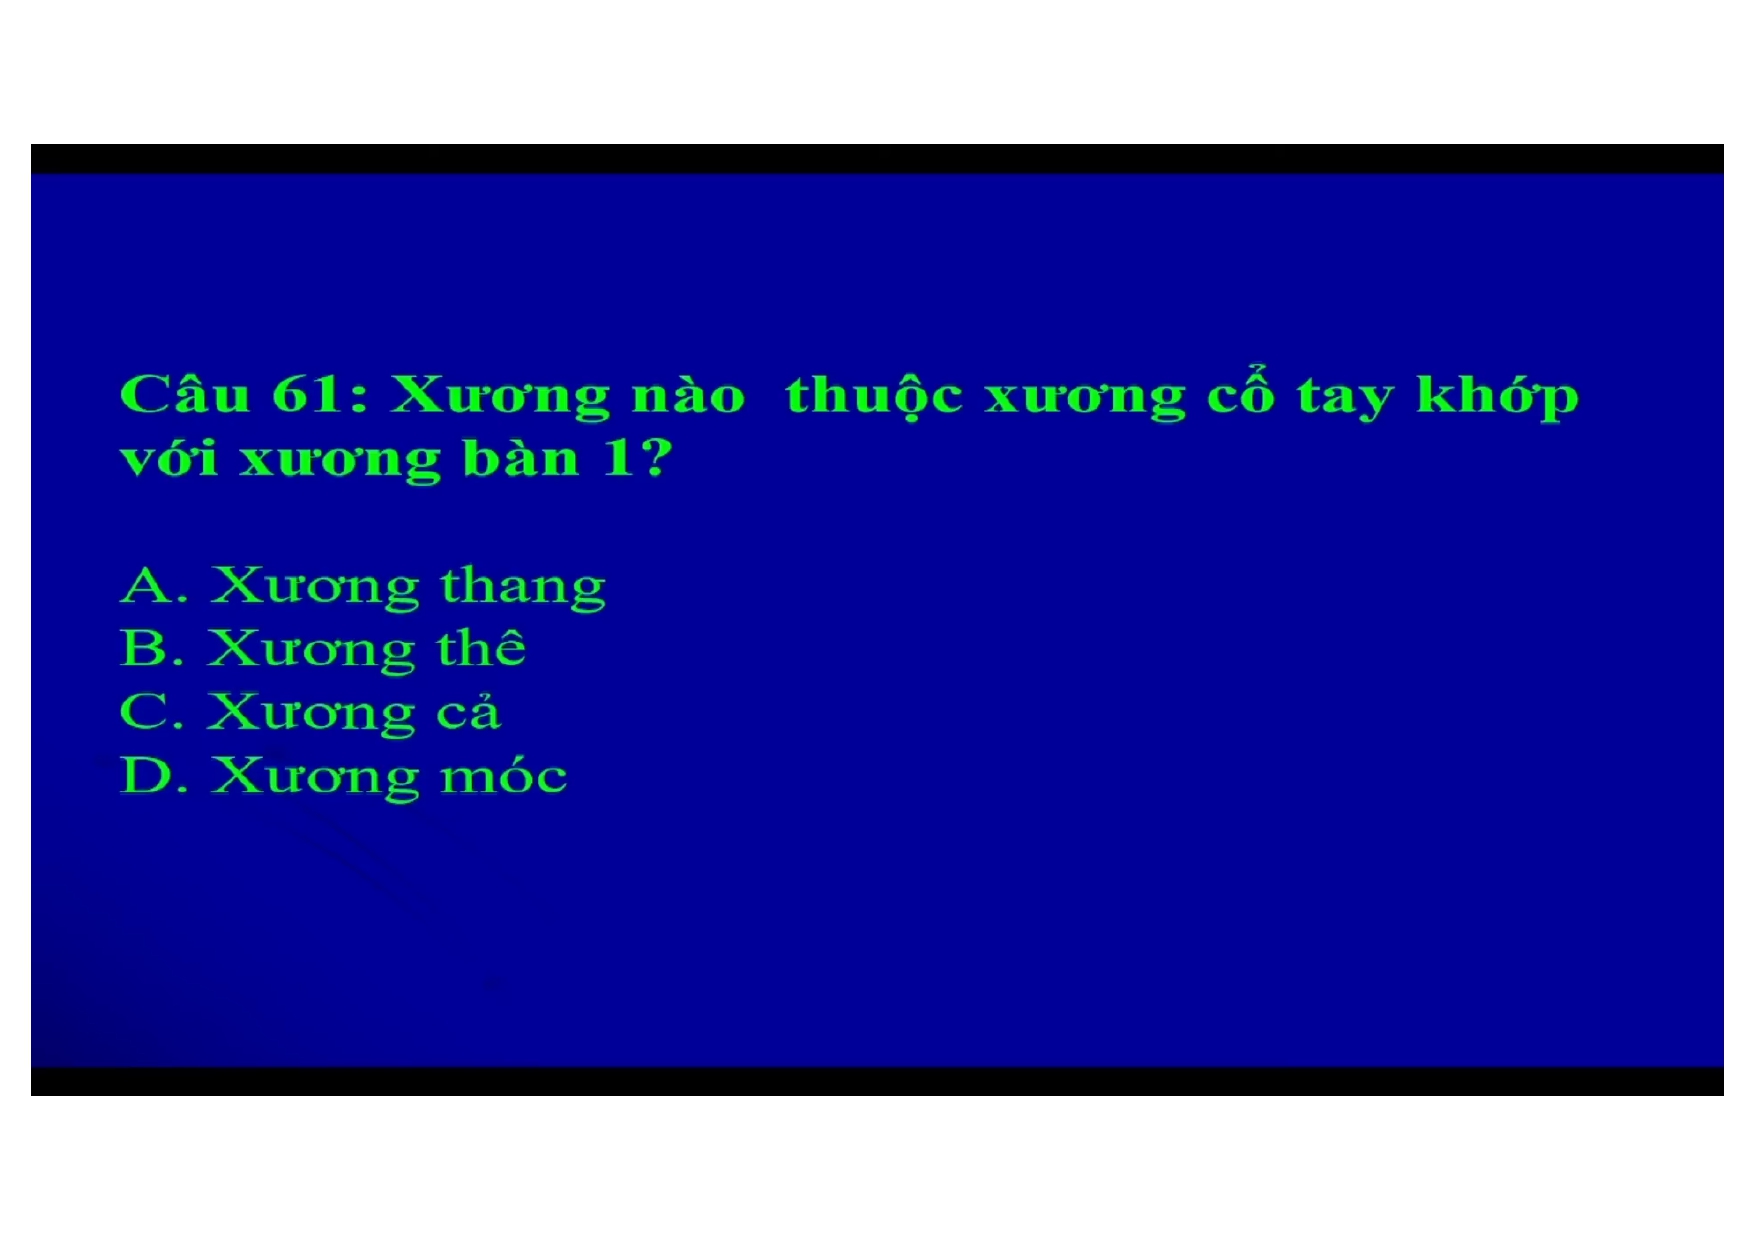 Câu 61: Xương nào thuộc xương cổ tay khớp
với xương bàn 1?
A. Xương thang
B. Xương thê
C. Xương cả
D. Xương móc